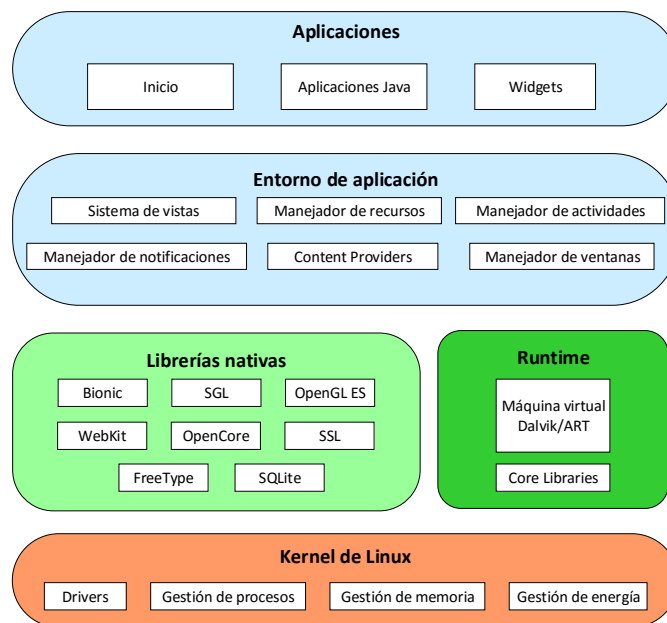 Aplicaciones
Inicio
Aplicaciones Java
Widgets
Entorno de aplicación
Sistema de vistas
Manejador de recursos
Manejador de actividades
Manejador de notificaciones
Content Providers
Manejador de ventanas
Librerías nativas
Bionic
SGL
OpenGL ES
WebKit
OpenCore
SSL
FreeType
SQLite
Runtime
Máquina virtual
Dalvik/ART
Core Libraries
Kernel de Linux
Drivers
Gestión de procesos
Gestión de memoria
Gestión de energía